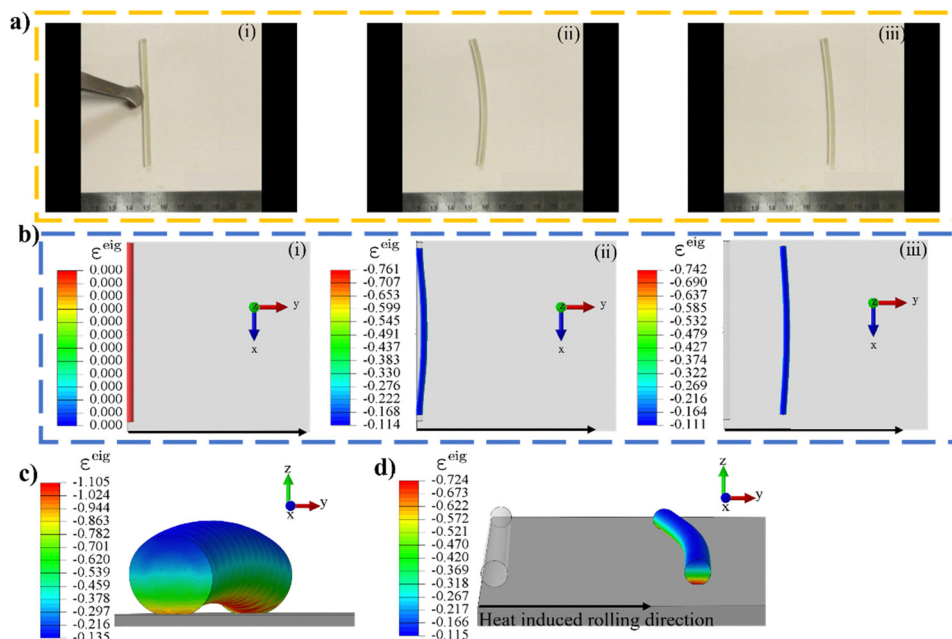 a)
(i)
(ii)
(iii)
b)
ε^eig
0.000
0.000
0.000
0.000
0.000
0.000
0.000
0.000
0.000
0.000
0.000
0.000
0.000
(i)
z
y
x
ε^eig
-0.761
-0.707
-0.653
-0.599
-0.545
-0.491
-0.437
-0.383
-0.330
-0.276
-0.222
-0.168
-0.114
(ii)
z
y
x
ε^eig
-0.742
-0.690
-0.637
-0.585
-0.532
-0.479
-0.427
-0.374
-0.322
-0.269
-0.216
-0.164
-0.111
(iii)
z
y
x
c)
ε^eig
-1.105
-1.024
-0.944
-0.863
-0.782
-0.701
-0.620
-0.539
-0.459
-0.378
-0.297
-0.216
-0.135
z
y
x
d)
ε^eig
-0.724
-0.673
-0.622
-0.572
-0.521
-0.470
-0.420
-0.369
-0.318
-0.267
-0.217
-0.166
-0.115
z
y
x
Heat induced rolling direction